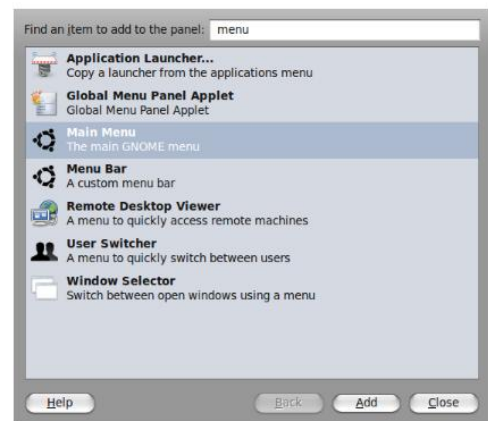 Find an item to add to the panel: menu
Application Launcher...
Copy a launcher from the applications menu
Global Menu Panel Applet
Global Menu Panel Applet
Main Menu
The main GNOME menu
Menu Bar
A custom menu bar
Remote Desktop Viewer
A menu to quickly access remote machines
User Switcher
A menu to quickly switch between users
Window Selector
Switch between open windows using a menu
Help Back Add Close